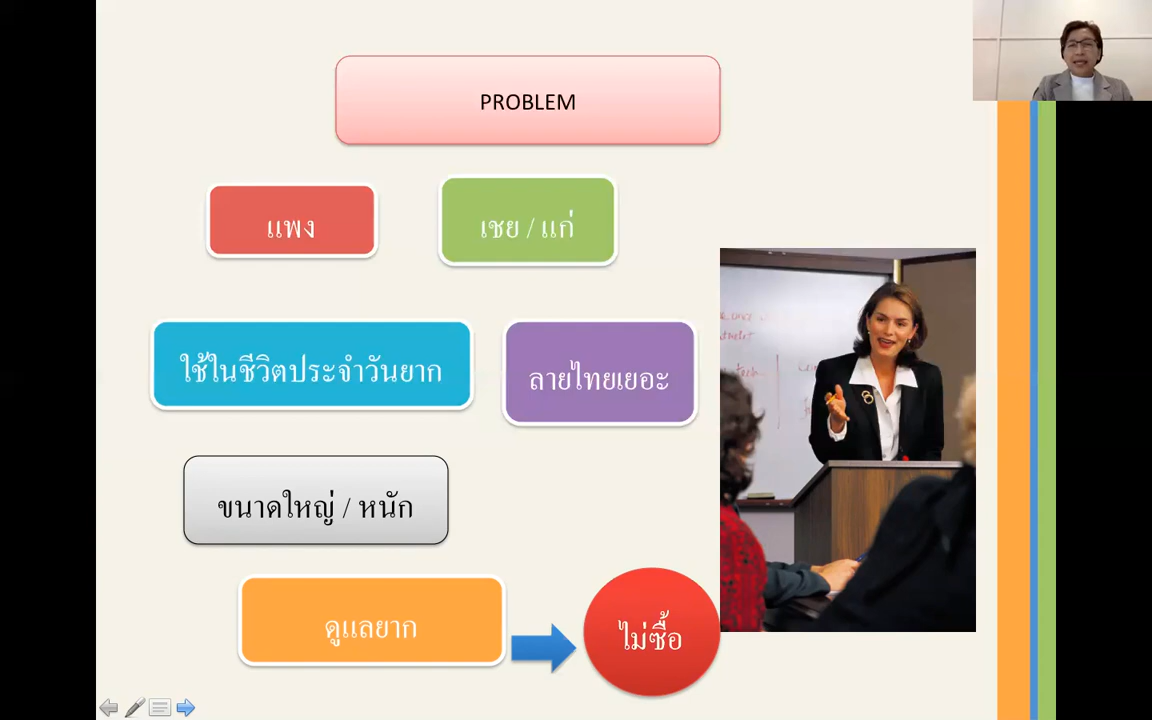 PROBLEM
แพง
เชย / แก่
ใช้ในชีวิตประจำวันยาก
ลายไทยเยอะ
ขนาดใหญ่ / หนัก
ดูแลยาก
ไม่ซื้อ